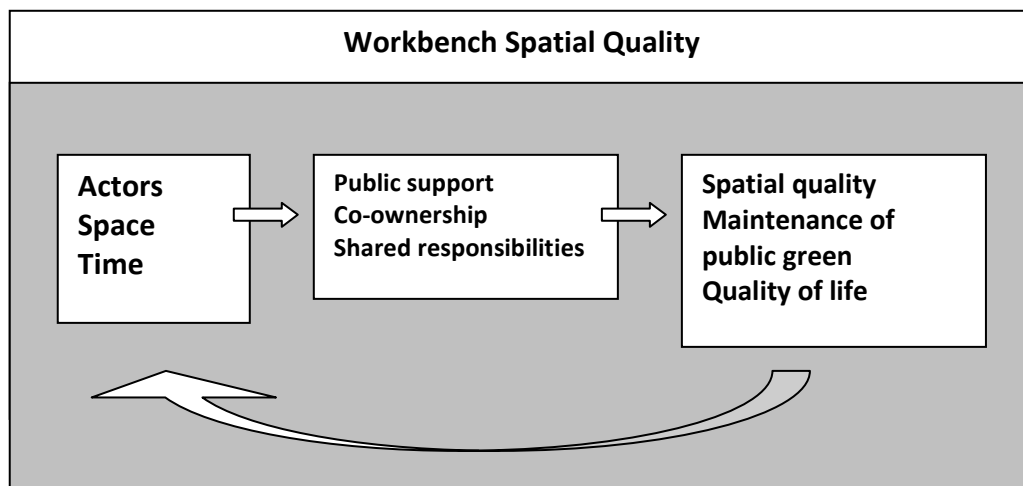 Workbench Spatial Quality
Actors
Space
Time
Public support
Co-ownership
Shared responsibilities
Spatial quality
Maintenance of
public green
Quality of life